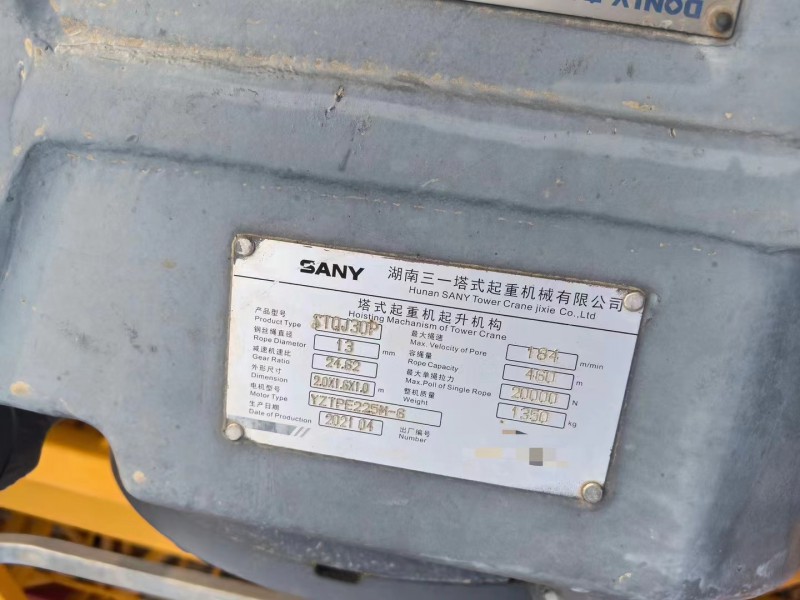 DONLY
SANY 湖南三一塔式起重机械有限公司
Hunan SANY Tower Crane jixie Co.,Ltd
塔式起重机起升机构
Hoisting Machanism of Tower Crane
产品型号 STQJ30P 最大绳速 184 m/min
Product Type Max. Velocity of Pore
钢丝绳直径 13 mm 容绳量 460 m
Rope Diameter Rope Capacity
减速机速比 24.62 最大单绳拉力 20000 N
Gear Ratio Max.Poll of Single Rope
外形尺寸 2.0X1.6X1.0 m 整机质量 1350 kg
Dimension Weight
电机型号 YZTPE225M-6
Motor Type
生产日期 2021 04 出厂编号
Date of Production Number